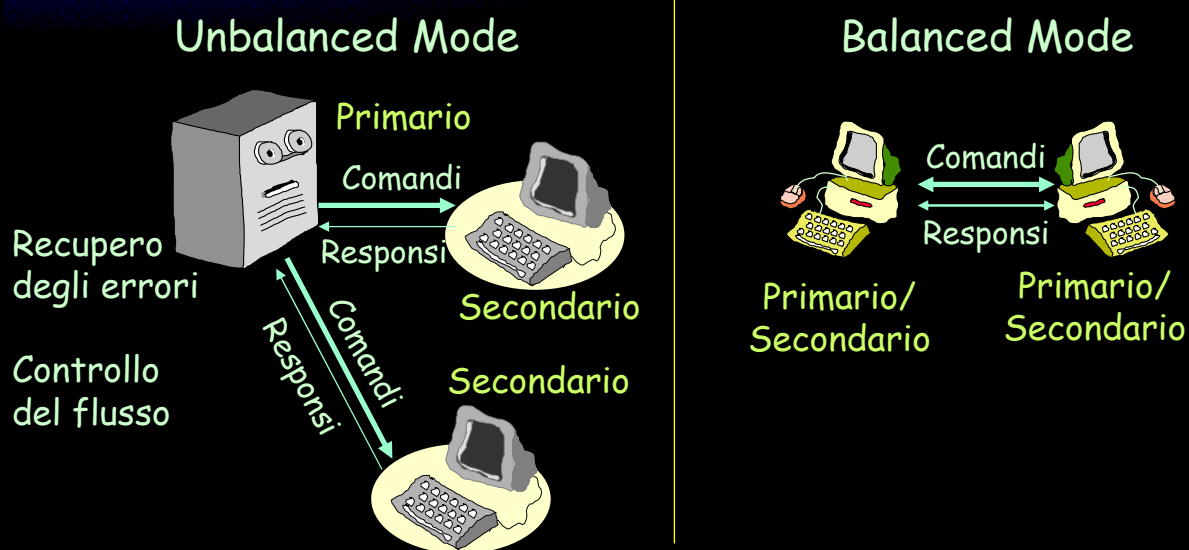 Unbalanced Mode
Primario
Comandi
Responsi
Secondario
Recupero
degli errori
Controllo
del flusso
Comandi
Responsi
Secondario
Balanced Mode
Comandi
Responsi
Primario/
Secondario
Primario/
Secondario